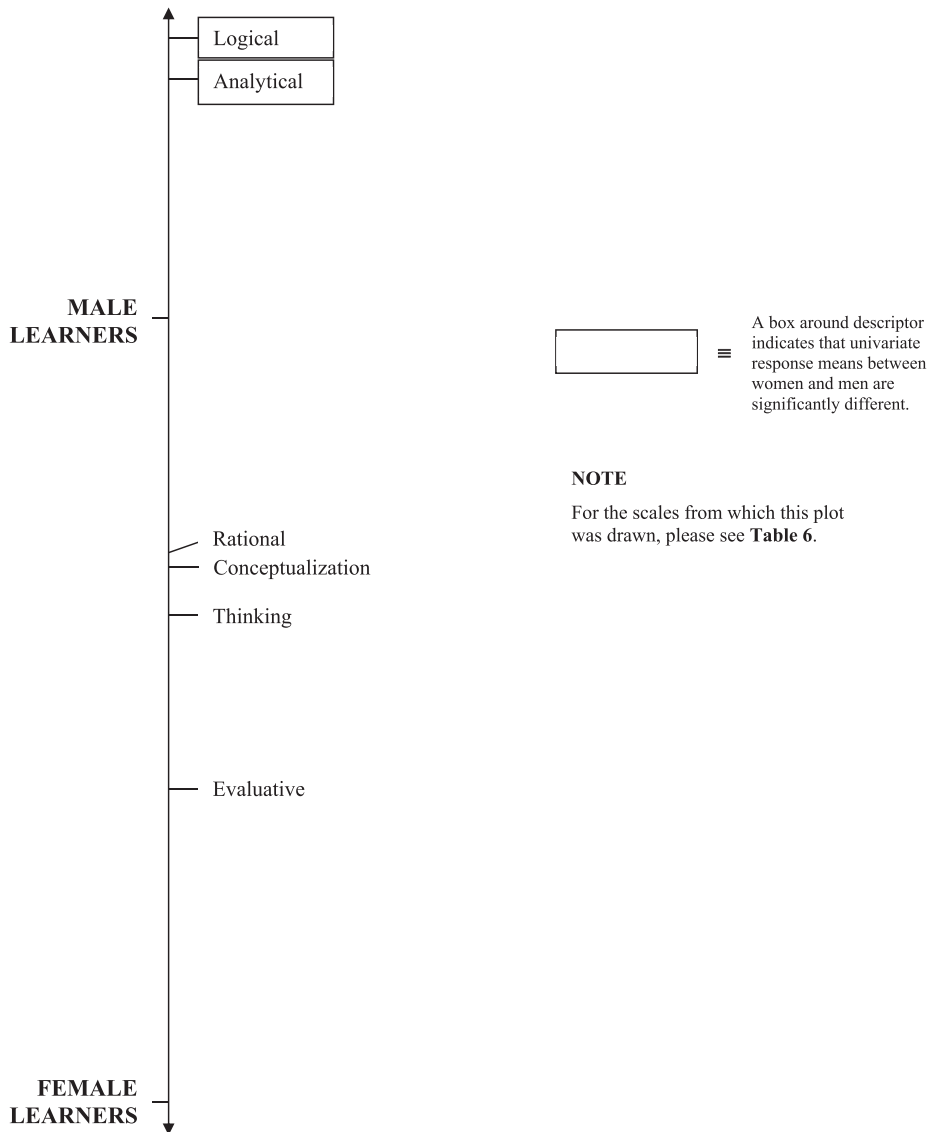 Logical
Analytical
MALE
LEARNERS
≡
A box around descriptor
indicates that univariate
response means between
women and men are
significantly different.
NOTE
For the scales from which this plot
was drawn, please see Table 6.
Rational
Conceptualization
Thinking
Evaluative
FEMALE
LEARNERS